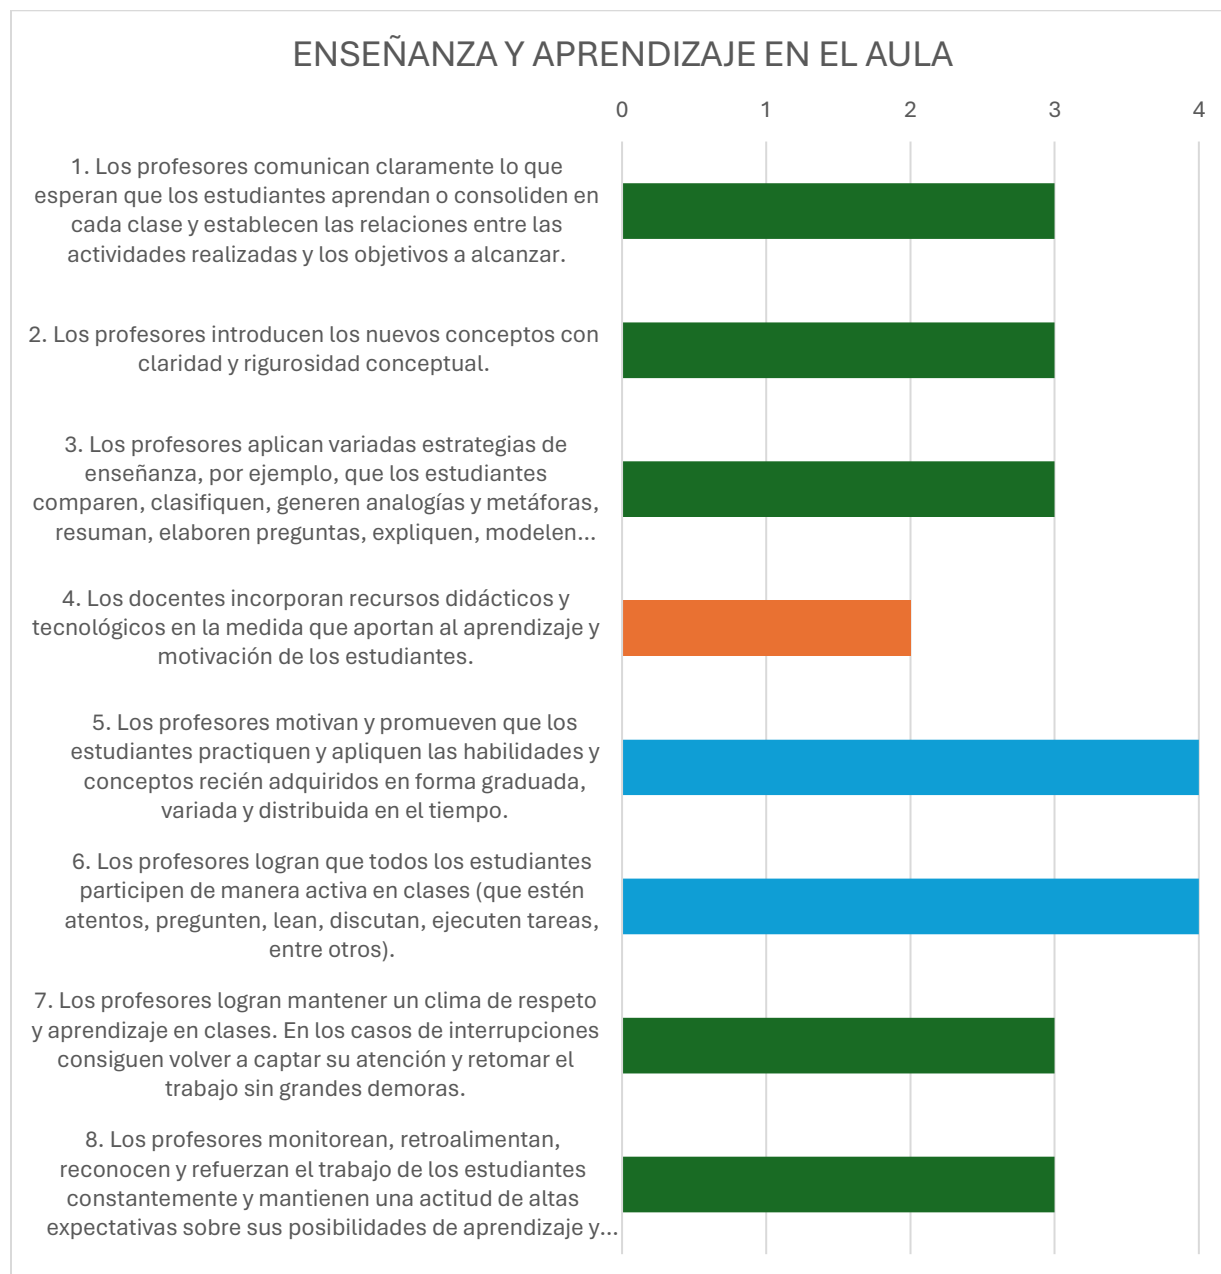 ENSEÑANZA Y APRENDIZAJE EN EL AULA
0 1 2 3 4
1. Los profesores comunican claramente lo que
esperan que los estudiantes aprendan o consoliden en
cada clase y establecen las relaciones entre las
actividades realizadas y los objetivos a alcanzar.
2. Los profesores introducen los nuevos conceptos con
claridad y rigurosidad conceptual.
3. Los profesores aplican variadas estrategias de
enseñanza, por ejemplo, que los estudiantes
comparen, clasifiquen, generen analogías y metáforas,
resuman, elaboren preguntas, expliquen, modelen...
4. Los docentes incorporan recursos didácticos y
tecnológicos en la medida que aportan al aprendizaje y
motivación de los estudiantes.
5. Los profesores motivan y promueven que los
estudiantes practiquen y apliquen las habilidades y
conceptos recién adquiridos en forma graduada,
variada y distribuida en el tiempo.
6. Los profesores logran que todos los estudiantes
participen de manera activa en clases (que estén
atentos, pregunten, lean, discutan, ejecuten tareas,
entre otros).
7. Los profesores logran mantener un clima de respeto
y aprendizaje en clases. En los casos de interrupciones
consiguen volver a captar su atención y retomar el
trabajo sin grandes demoras.
8. Los profesores monitorean, retroalimentan,
reconocen y refuerzan el trabajo de los estudiantes
constantemente y mantienen una actitud de altas
expectativas sobre sus posibilidades de aprendizaje y...